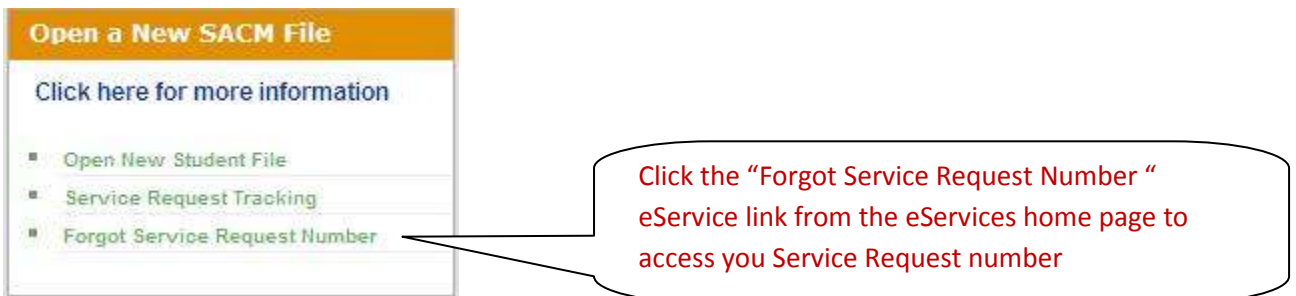 Open a New SACM File
Click here for more information
Open New Student File
Service Request Tracking
Forgot Service Request Number
Click the “Forgot Service Request Number “
eService link from the eServices home page to
access you Service Request number